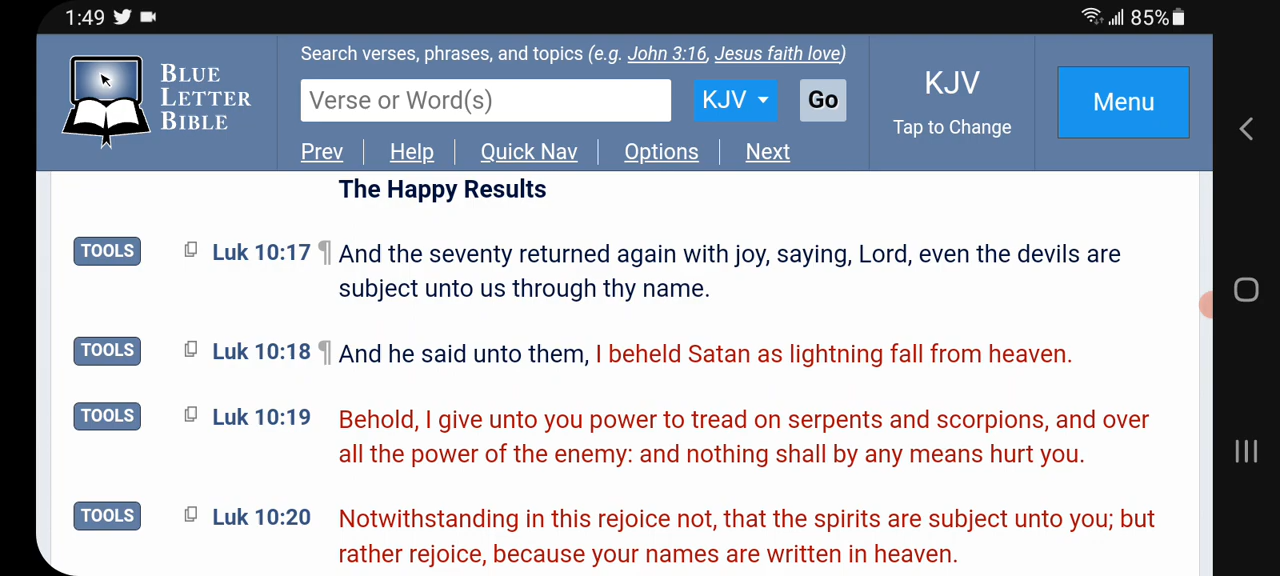 1:49 85%
Search verses, phrases, and topics (e.g. John 3:16, Jesus faith love)
BLUE
LETTER
BIBLE
Verse or Word(s) KJV Go
Prev Help Quick Nav Options Next
KJV
Tap to Change
Menu
The Happy Results
TOOLS Luk 10:17 ¶ And the seventy returned again with joy, saying, Lord, even the devils are
subject unto us through thy name.
TOOLS Luk 10:18 ¶ And he said unto them, I beheld Satan as lightning fall from heaven.
TOOLS Luk 10:19 Behold, I give unto you power to tread on serpents and scorpions, and over
all the power of the enemy: and nothing shall by any means hurt you.
TOOLS Luk 10:20 Notwithstanding in this rejoice not, that the spirits are subject unto you; but
rather rejoice, because your names are written in heaven.